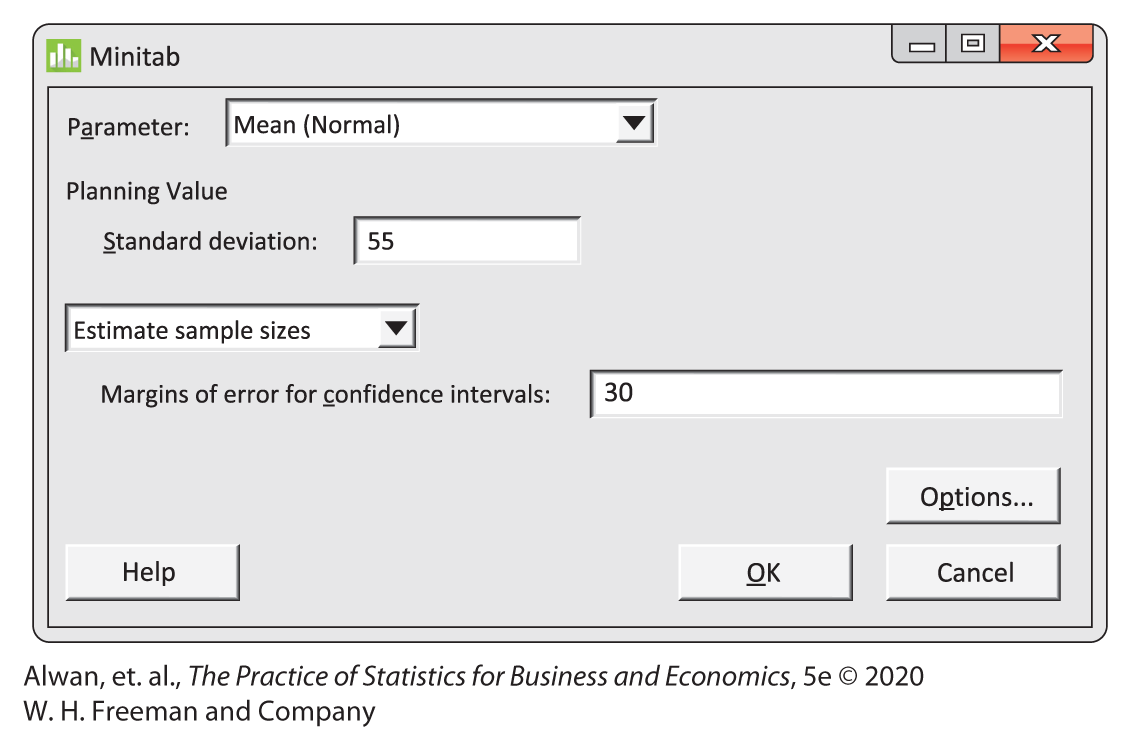 Minitab
Parameter: Mean (Normal)
Planning Value
Standard deviation: 55
Estimate sample sizes
Margins of error for confidence intervals: 30
Options...
Help OK Cancel
Alwan, et. al., The Practice of Statistics for Business and Economics, 5e © 2020
W. H. Freeman and Company